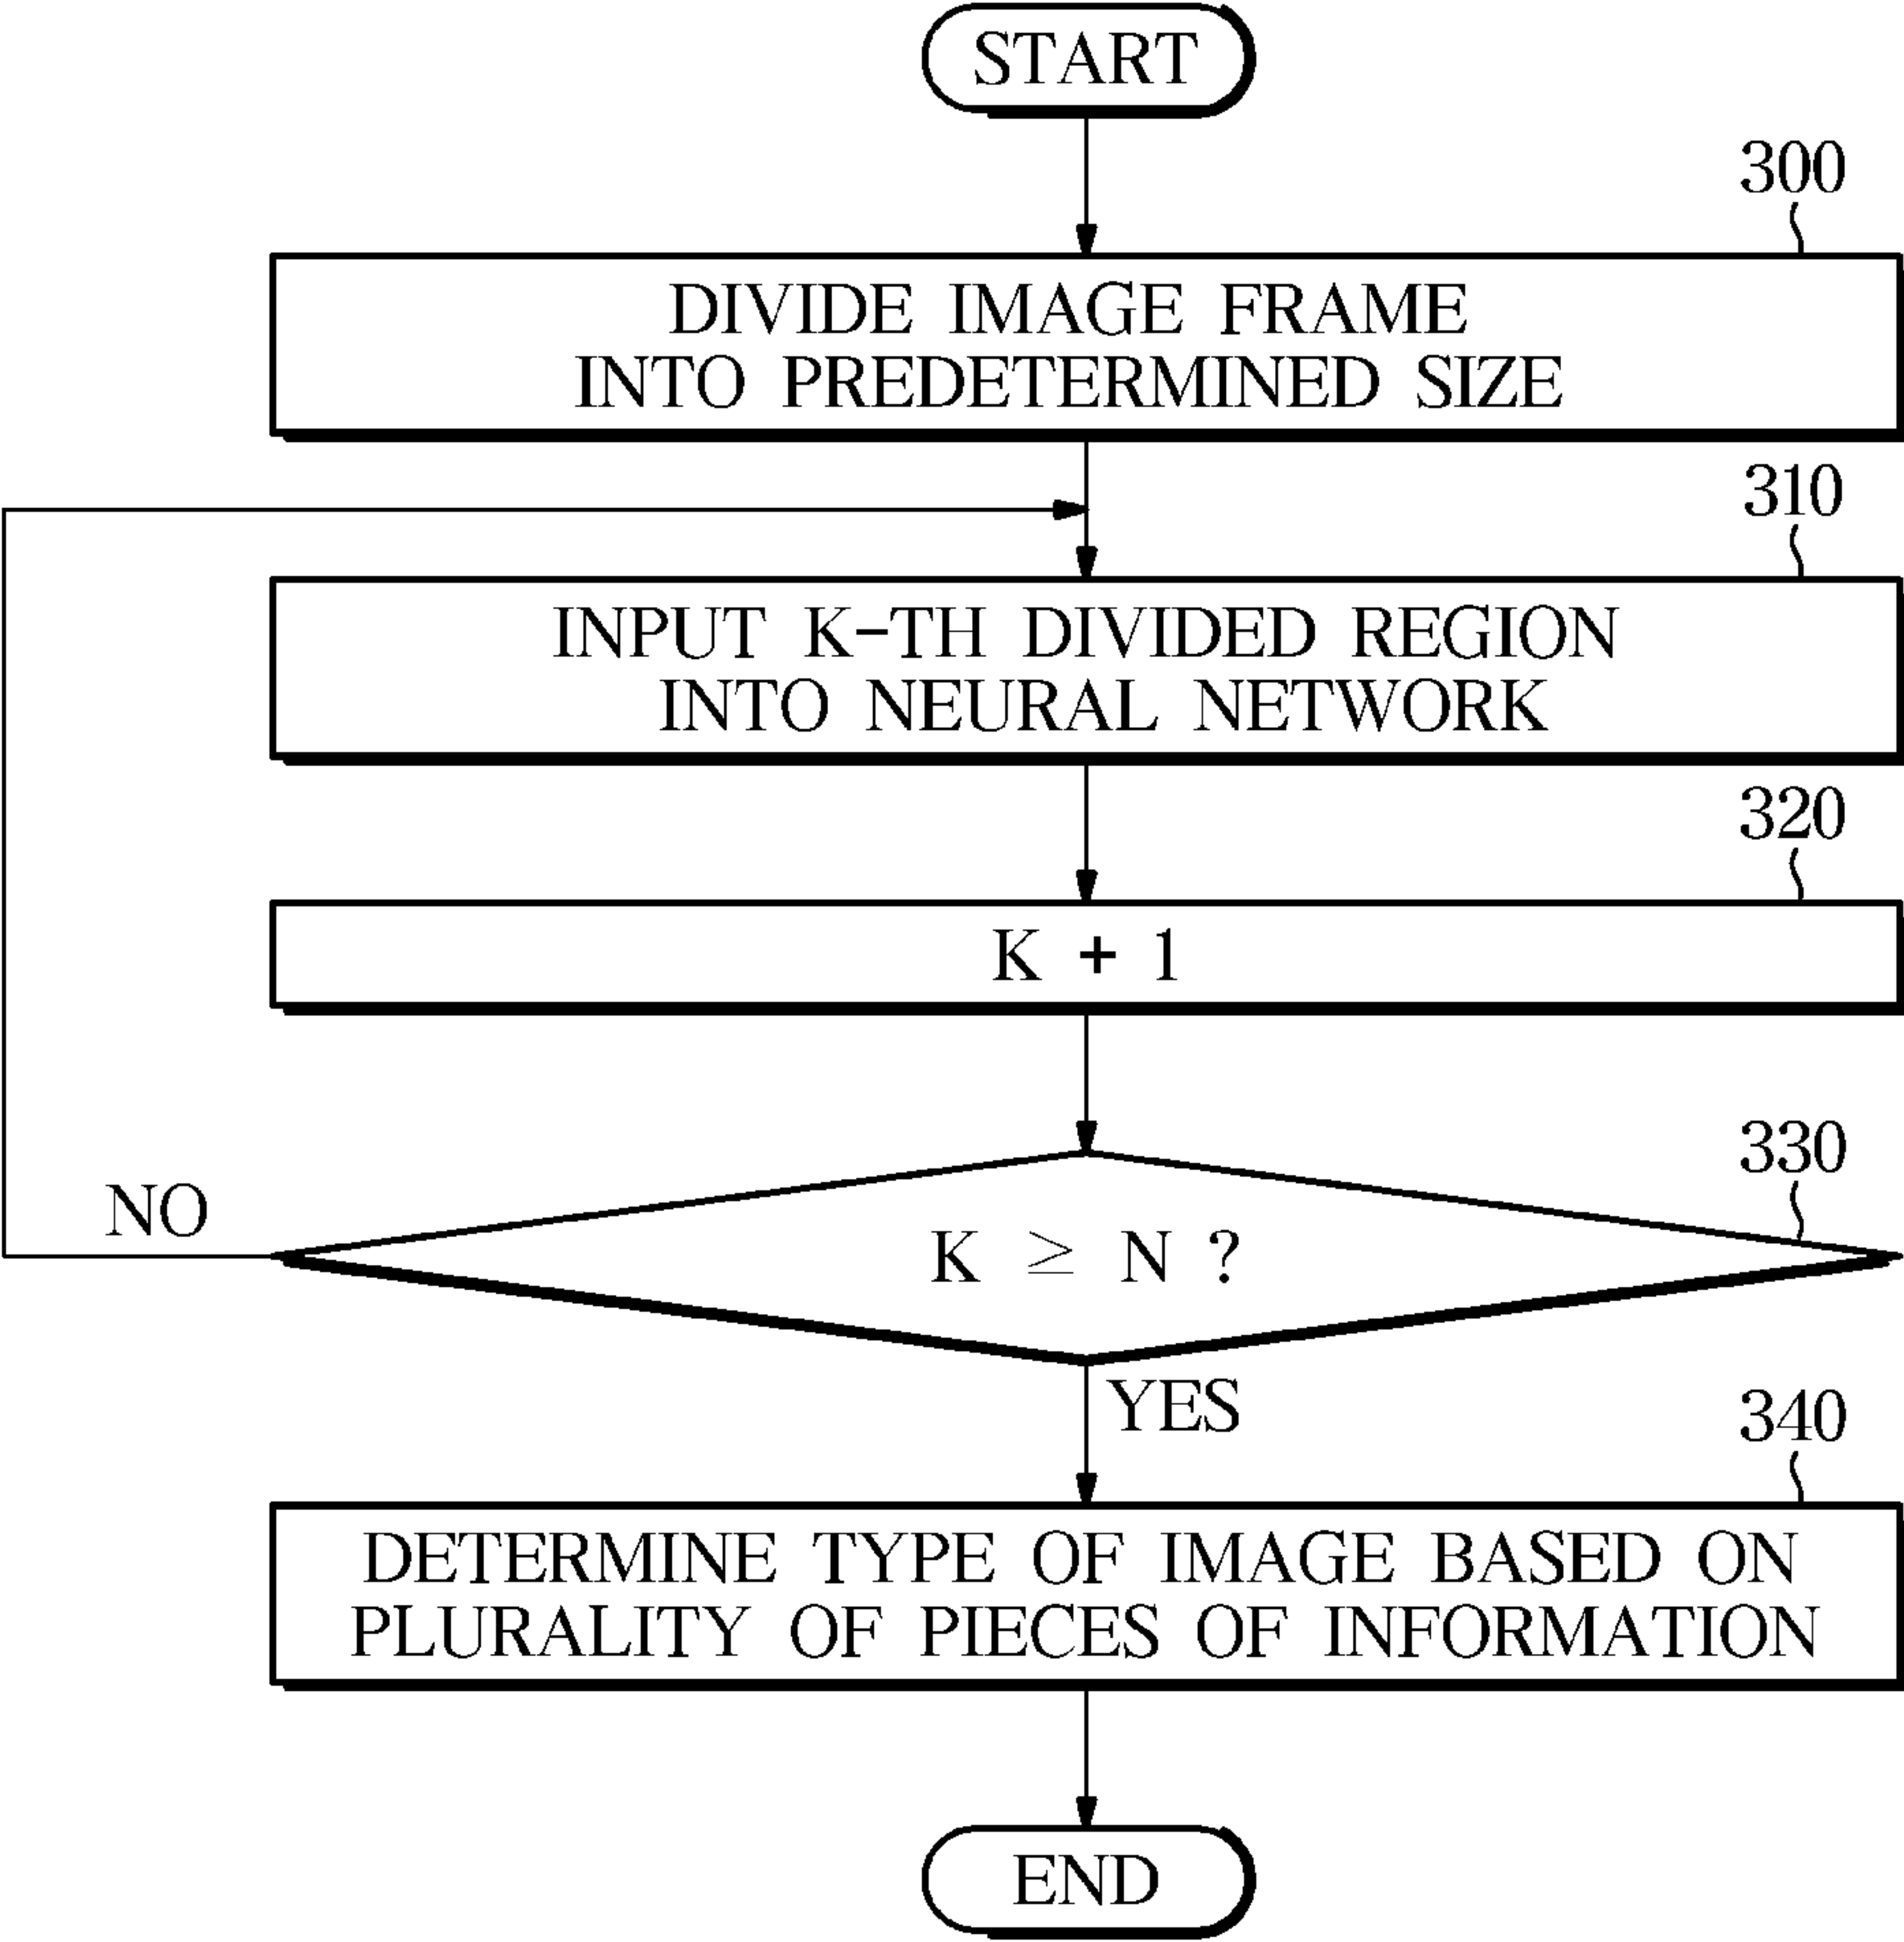 START
300
DIVIDE IMAGE FRAME
INTO PREDETERMINED SIZE
310
INPUT K-TH DIVIDED REGION
INTO NEURAL NETWORK
320
K + 1
330
NO
K ≥ N ?
YES
340
DETERMINE TYPE OF IMAGE BASED ON
PLURALITY OF PIECES OF INFORMATION
END